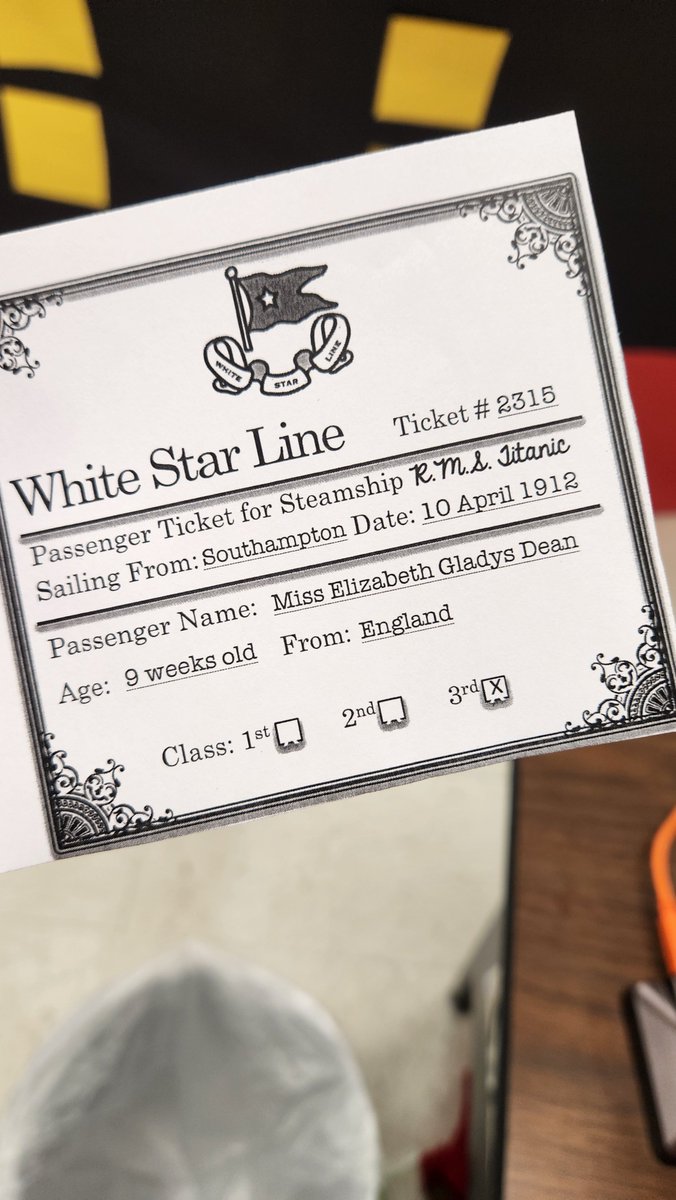 WHITE STAR LINE
White Star Line Ticket # 2315
Passenger Ticket for Steamship R.M.S. Titanic
Sailing From: Southampton Date: 10 April 1912
Passenger Name: Miss Elizabeth Gladys Dean
Age: 9 weeks old From: England
Class: 1st 2nd 3rd X